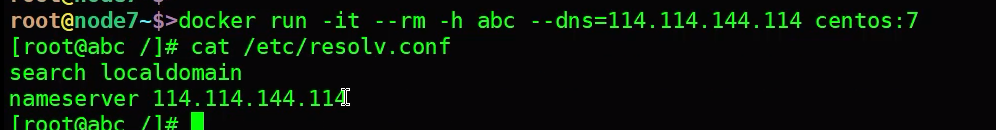 root@node7~$>docker run -it --rm -h abc --dns=114.114.144.114 centos:7
[root@abc /]# cat /etc/resolv.conf
search localdomain
nameserver 114.114.144.114
[root@abc /]#